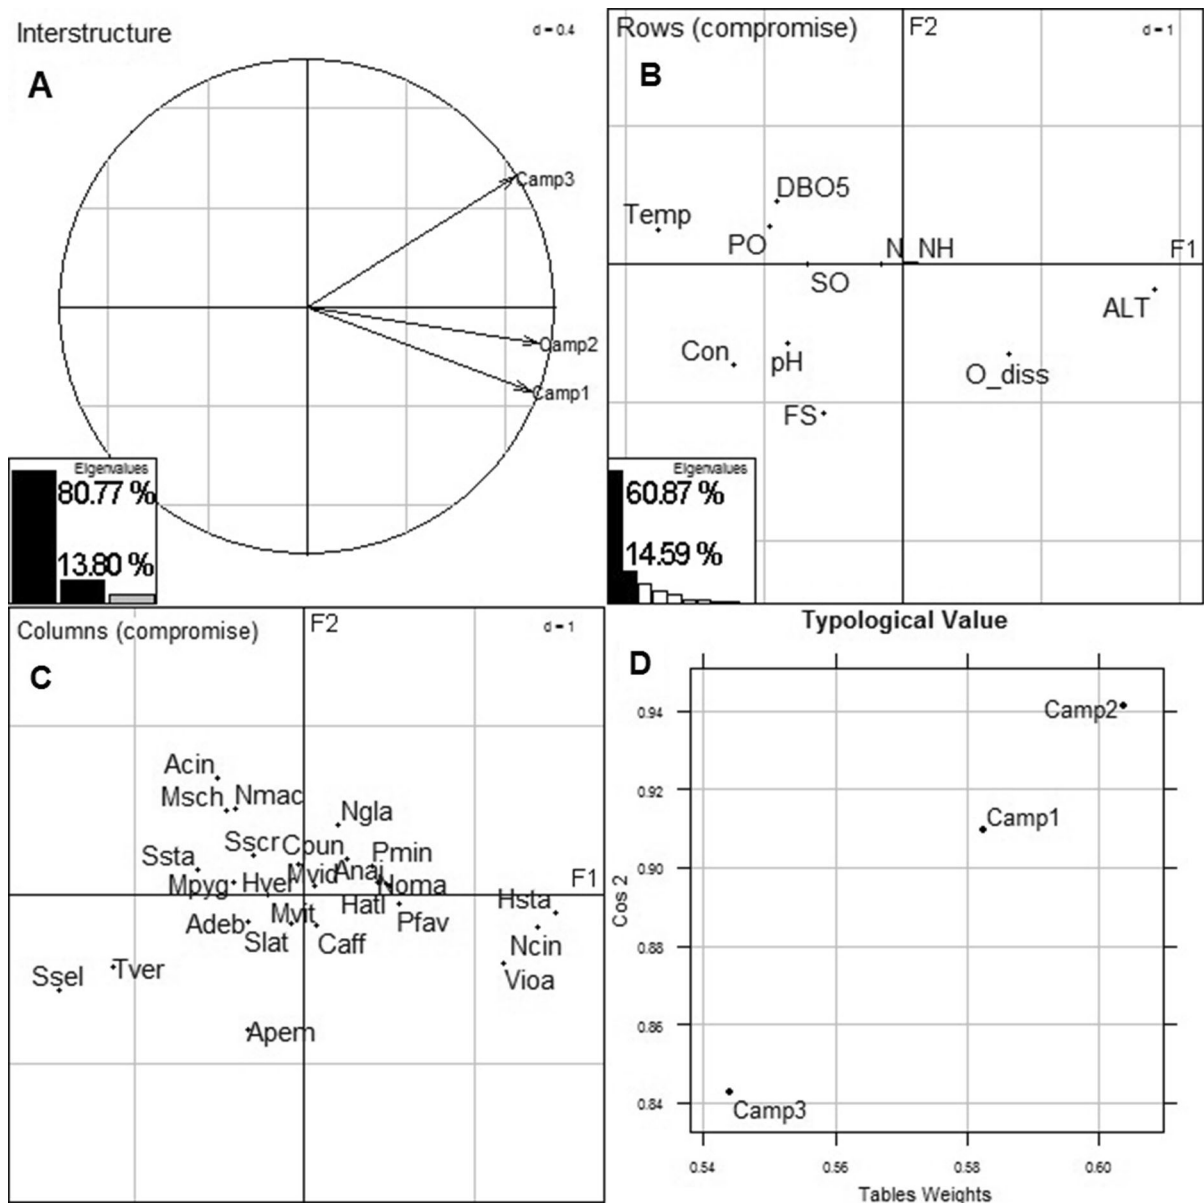 Interstructure
d = 0.4
A
Camp3
Camp2
Camp1
Eigenvalues
80.77 %
13.80 %
Rows (compromise)
F2
d = 1
B
DBO5
Temp
PO
N_NH
F1
SO
ALT
Con
pH
O_diss
FS
Eigenvalues
60.87 %
14.59 %
Columns (compromise)
F2
d = 1
C
Acin
Msch
Nmac
Ngla
Sscr
Cpun
Pmin
Ssta
Mvid
Anai
F1
Mpyg
Hver
Noma
Hsta
Adeb
Mvit
Hatl
Pfav
Slat
Caff
Ncin
Ssel
Tver
Vioa
Apem
Typological Value
D
0.94
Camp2
0.92
Camp1
0.90
Cos 2
0.88
0.86
0.84
Camp3
0.54
0.56
0.58
0.60
Tables Weights